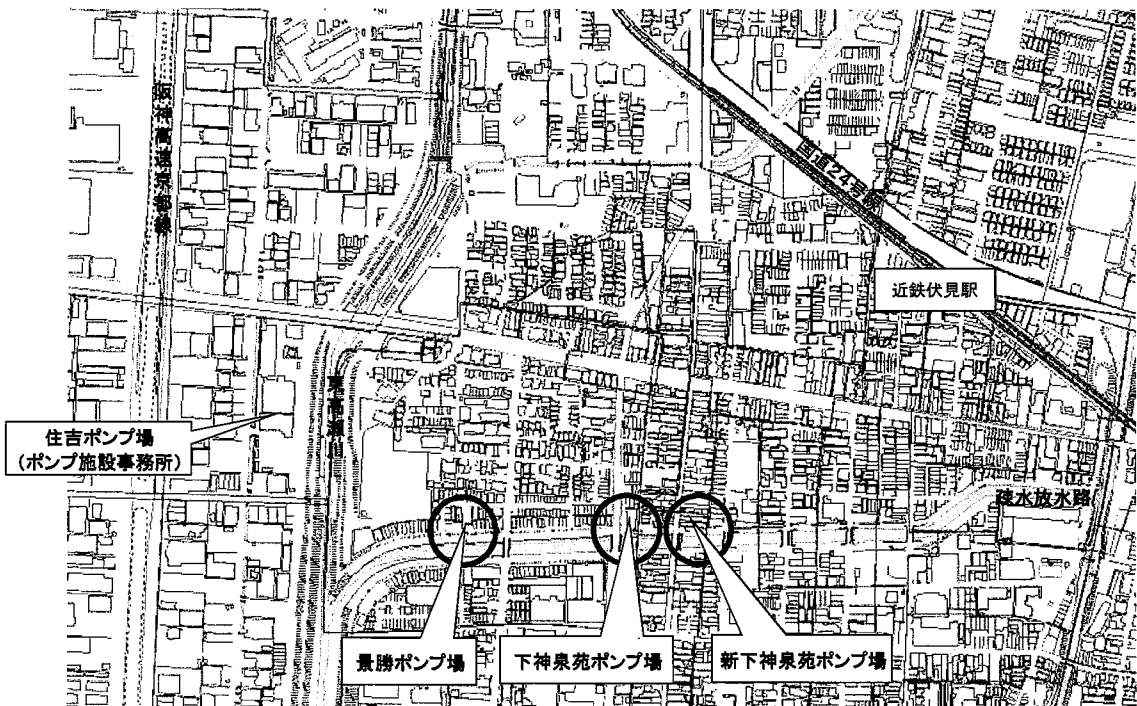 阪神高速京都線
国道24号線
近鉄伏見駅
東高瀬川
住吉ポンプ場
(ポンプ施設事務所)
疎水放水路
景勝ポンプ場
下神泉苑ポンプ場
新下神泉苑ポンプ場